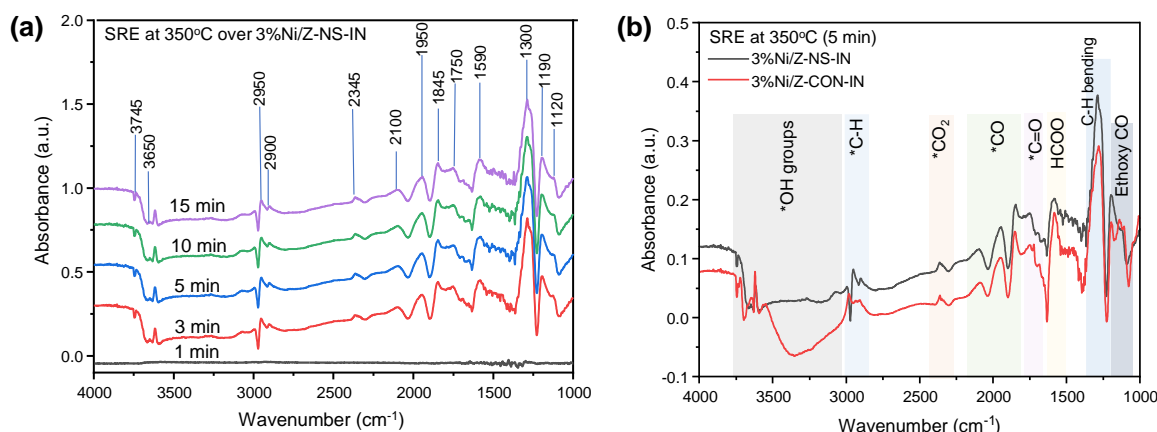 (a)
SRE at 350°C over 3%Ni/Z-NS-IN
3745
3650
2950
2900
2345
2100
1950
1845
1750
1590
1300
1190
1120
15 min
10 min
5 min
3 min
1 min
2.0
1.5
1.0
0.5
0.0
Absorbance (a.u.)
4000 3500 3000 2500 2000 1500 1000
Wavenumber (cm⁻¹)
(b)
SRE at 350°C (5 min)
3%Ni/Z-NS-IN
3%Ni/Z-CON-IN
*OH groups
*C-H
*CO₂
*CO
*C=O
HCOO
C-H bending
Ethoxy CO
0.5
0.4
0.3
0.2
0.1
0.0
-0.1
Absorbance (a.u.)
4000 3500 3000 2500 2000 1500 1000
Wavenumber (cm⁻¹)